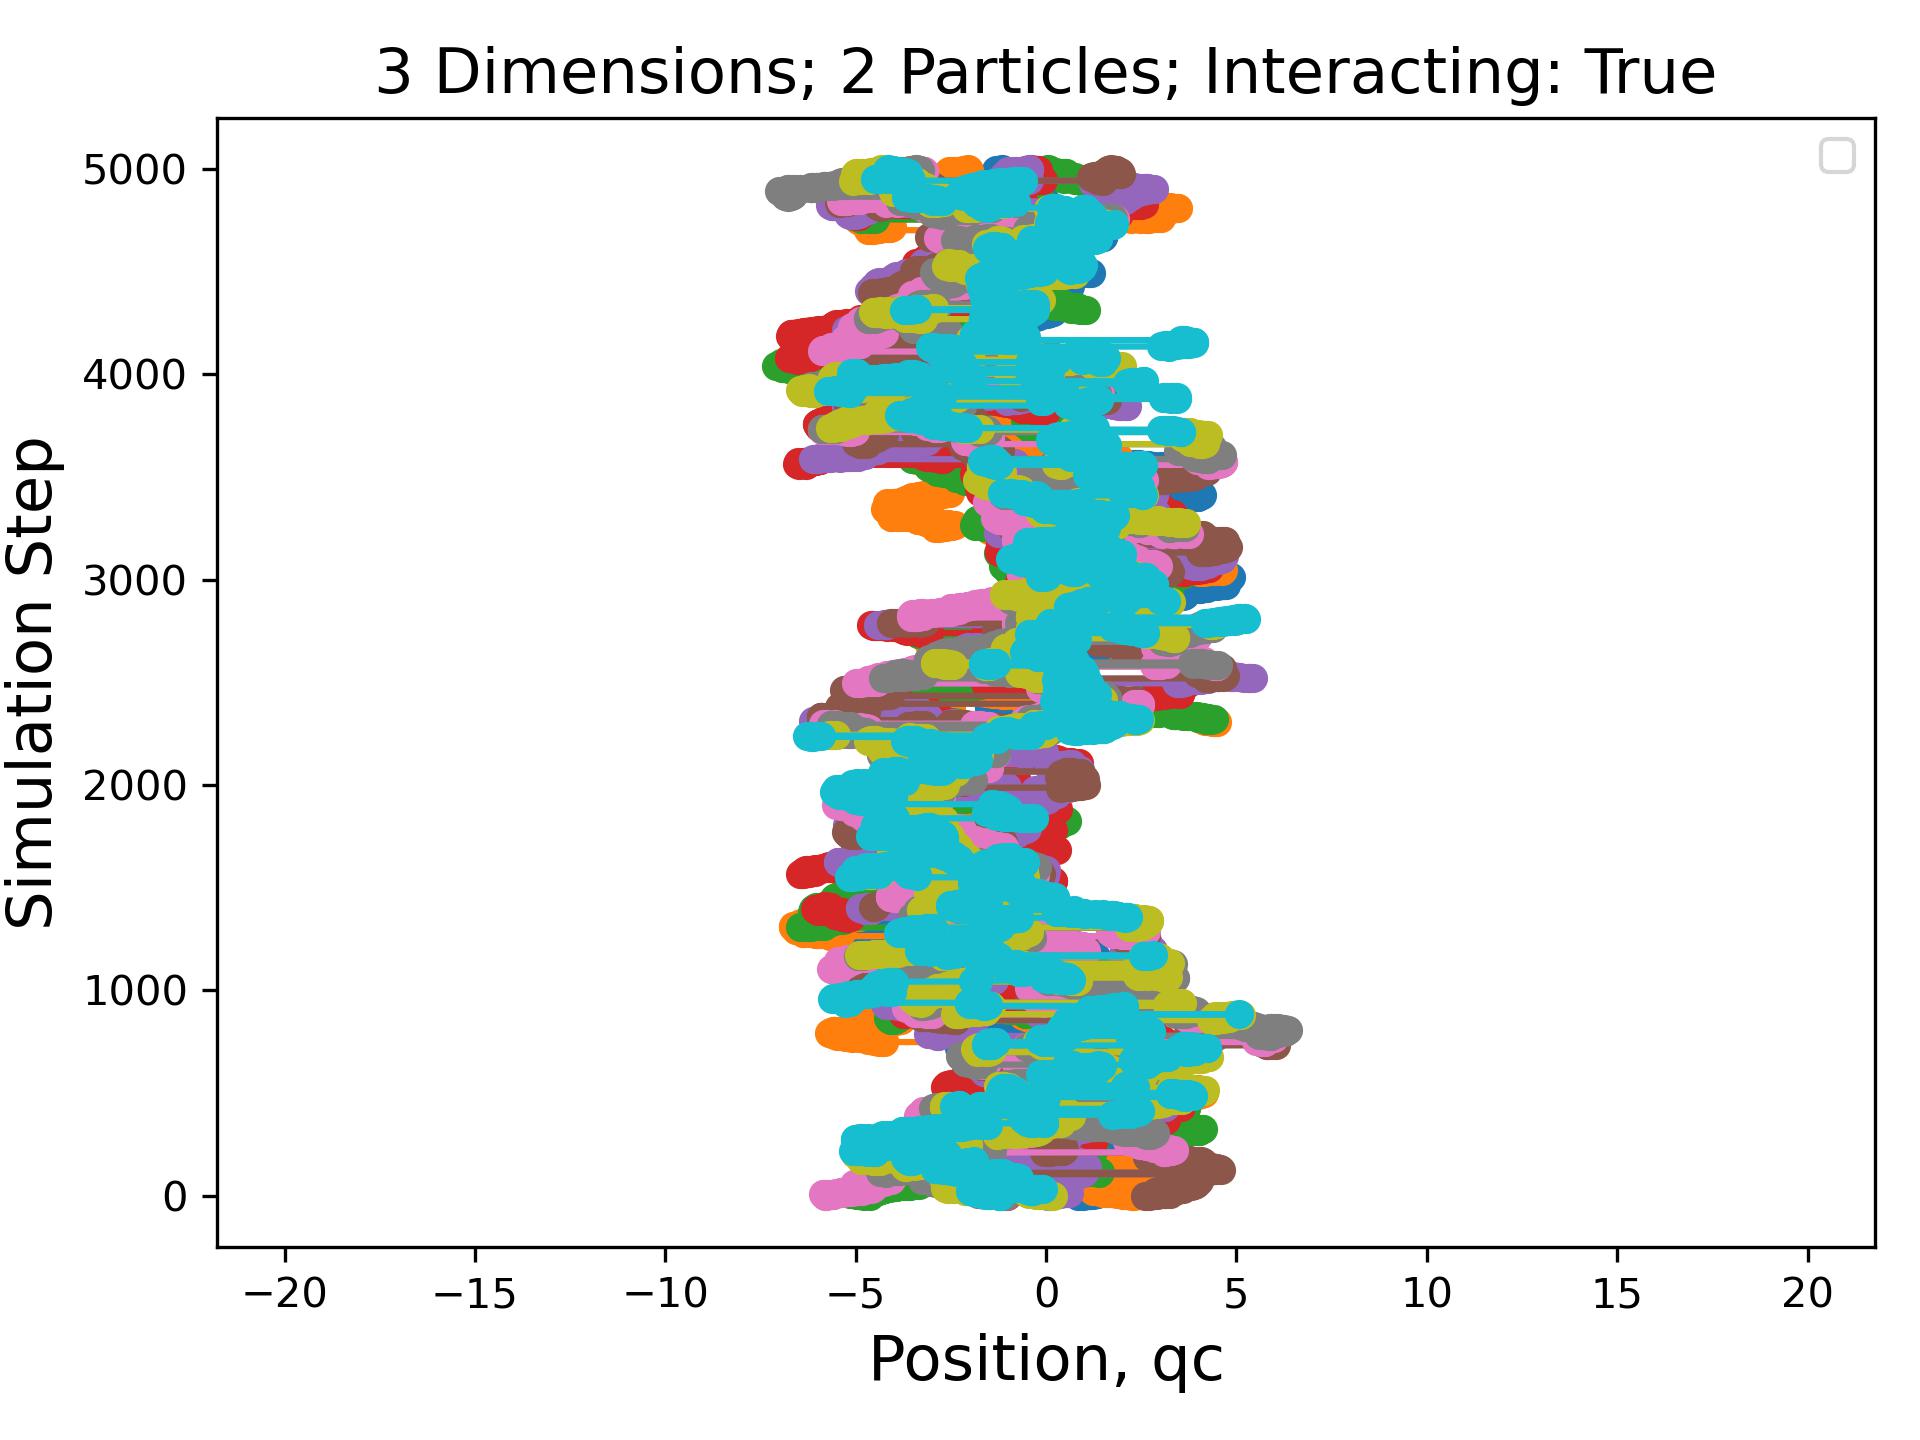 3 Dimensions; 2 Particles; Interacting: True
Simulation Step
5000
4000
3000
2000
1000
0
−20 −15 −10 −5 0 5 10 15 20
Position, qc